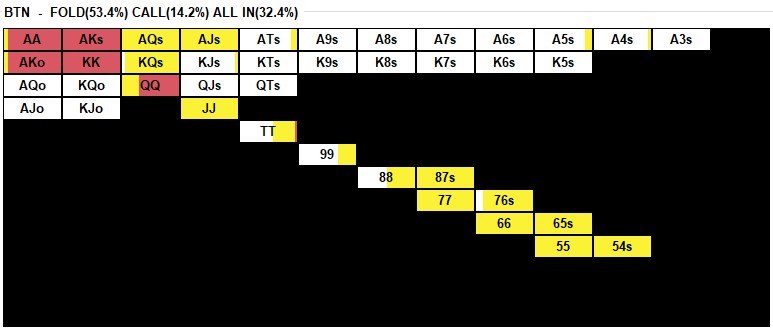 BTN - FOLD(53.4%) CALL(14.2%) ALL IN(32.4%)
AA AKs AQs AJs ATs A9s A8s A7s A6s A5s A4s A3s
AKo KK KQs KJs KTs K9s K8s K7s K6s K5s
AQo KQo QQ QJs QTs
AJo KJo JJ
TT
99
88 87s
77 76s
66 65s
55 54s